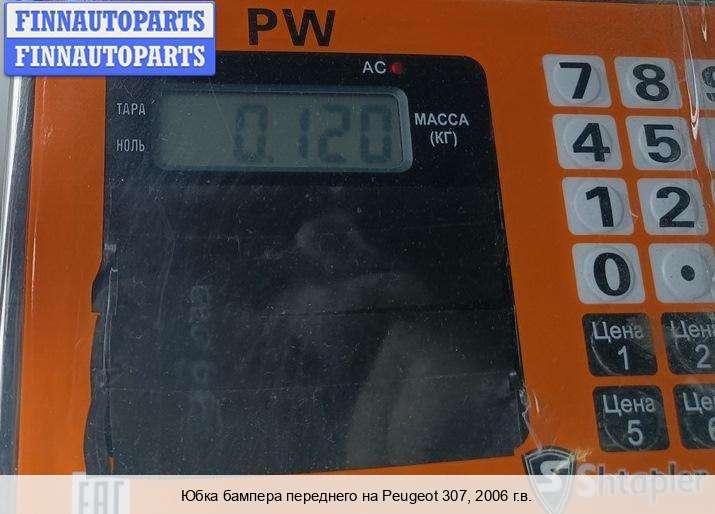 FINNAUTOPARTS
FINNAUTOPARTS
PW
AC
ТАРА
НОЛЬ
0.120
МАССА
(КГ)
7 8
4 5
1 2
0 •
Цена 1
Цена 2
Цена 5
Shtapler
EAC
Юбка бампера переднего на Peugeot 307, 2006 г.в.